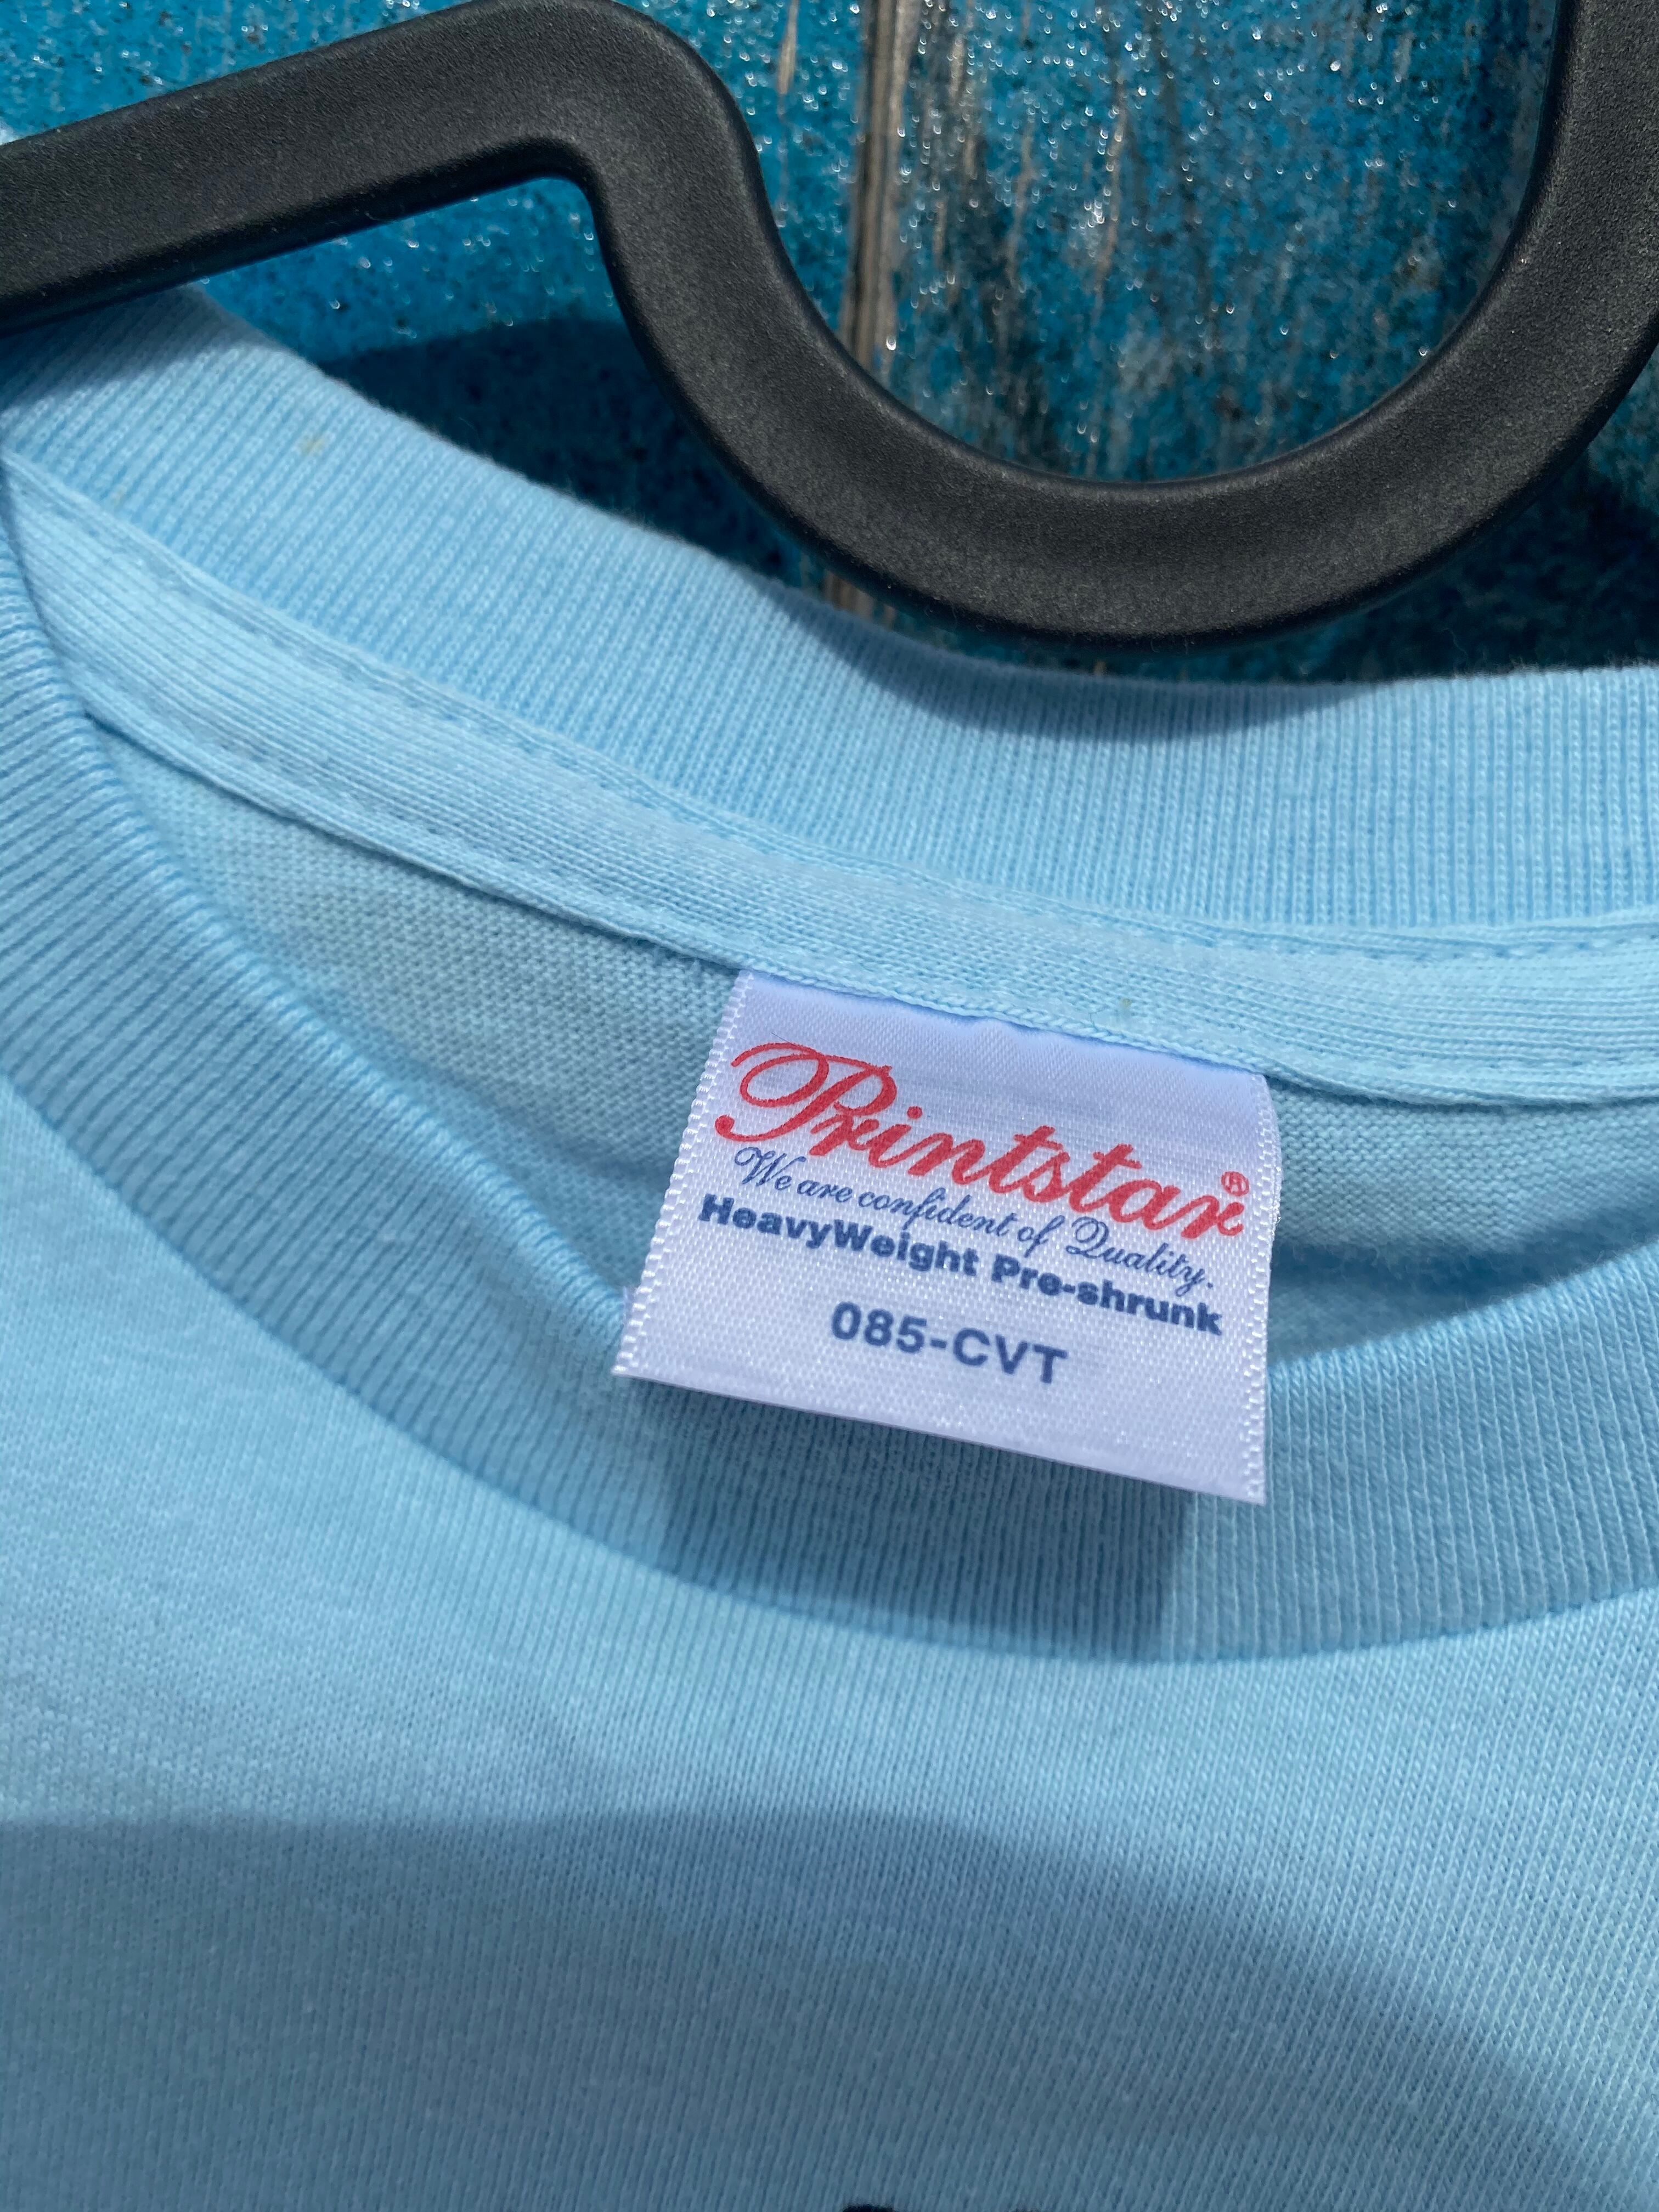 Printstar®
We are confident of Quality.
HeavyWeight Pre-shrunk
085-CVT